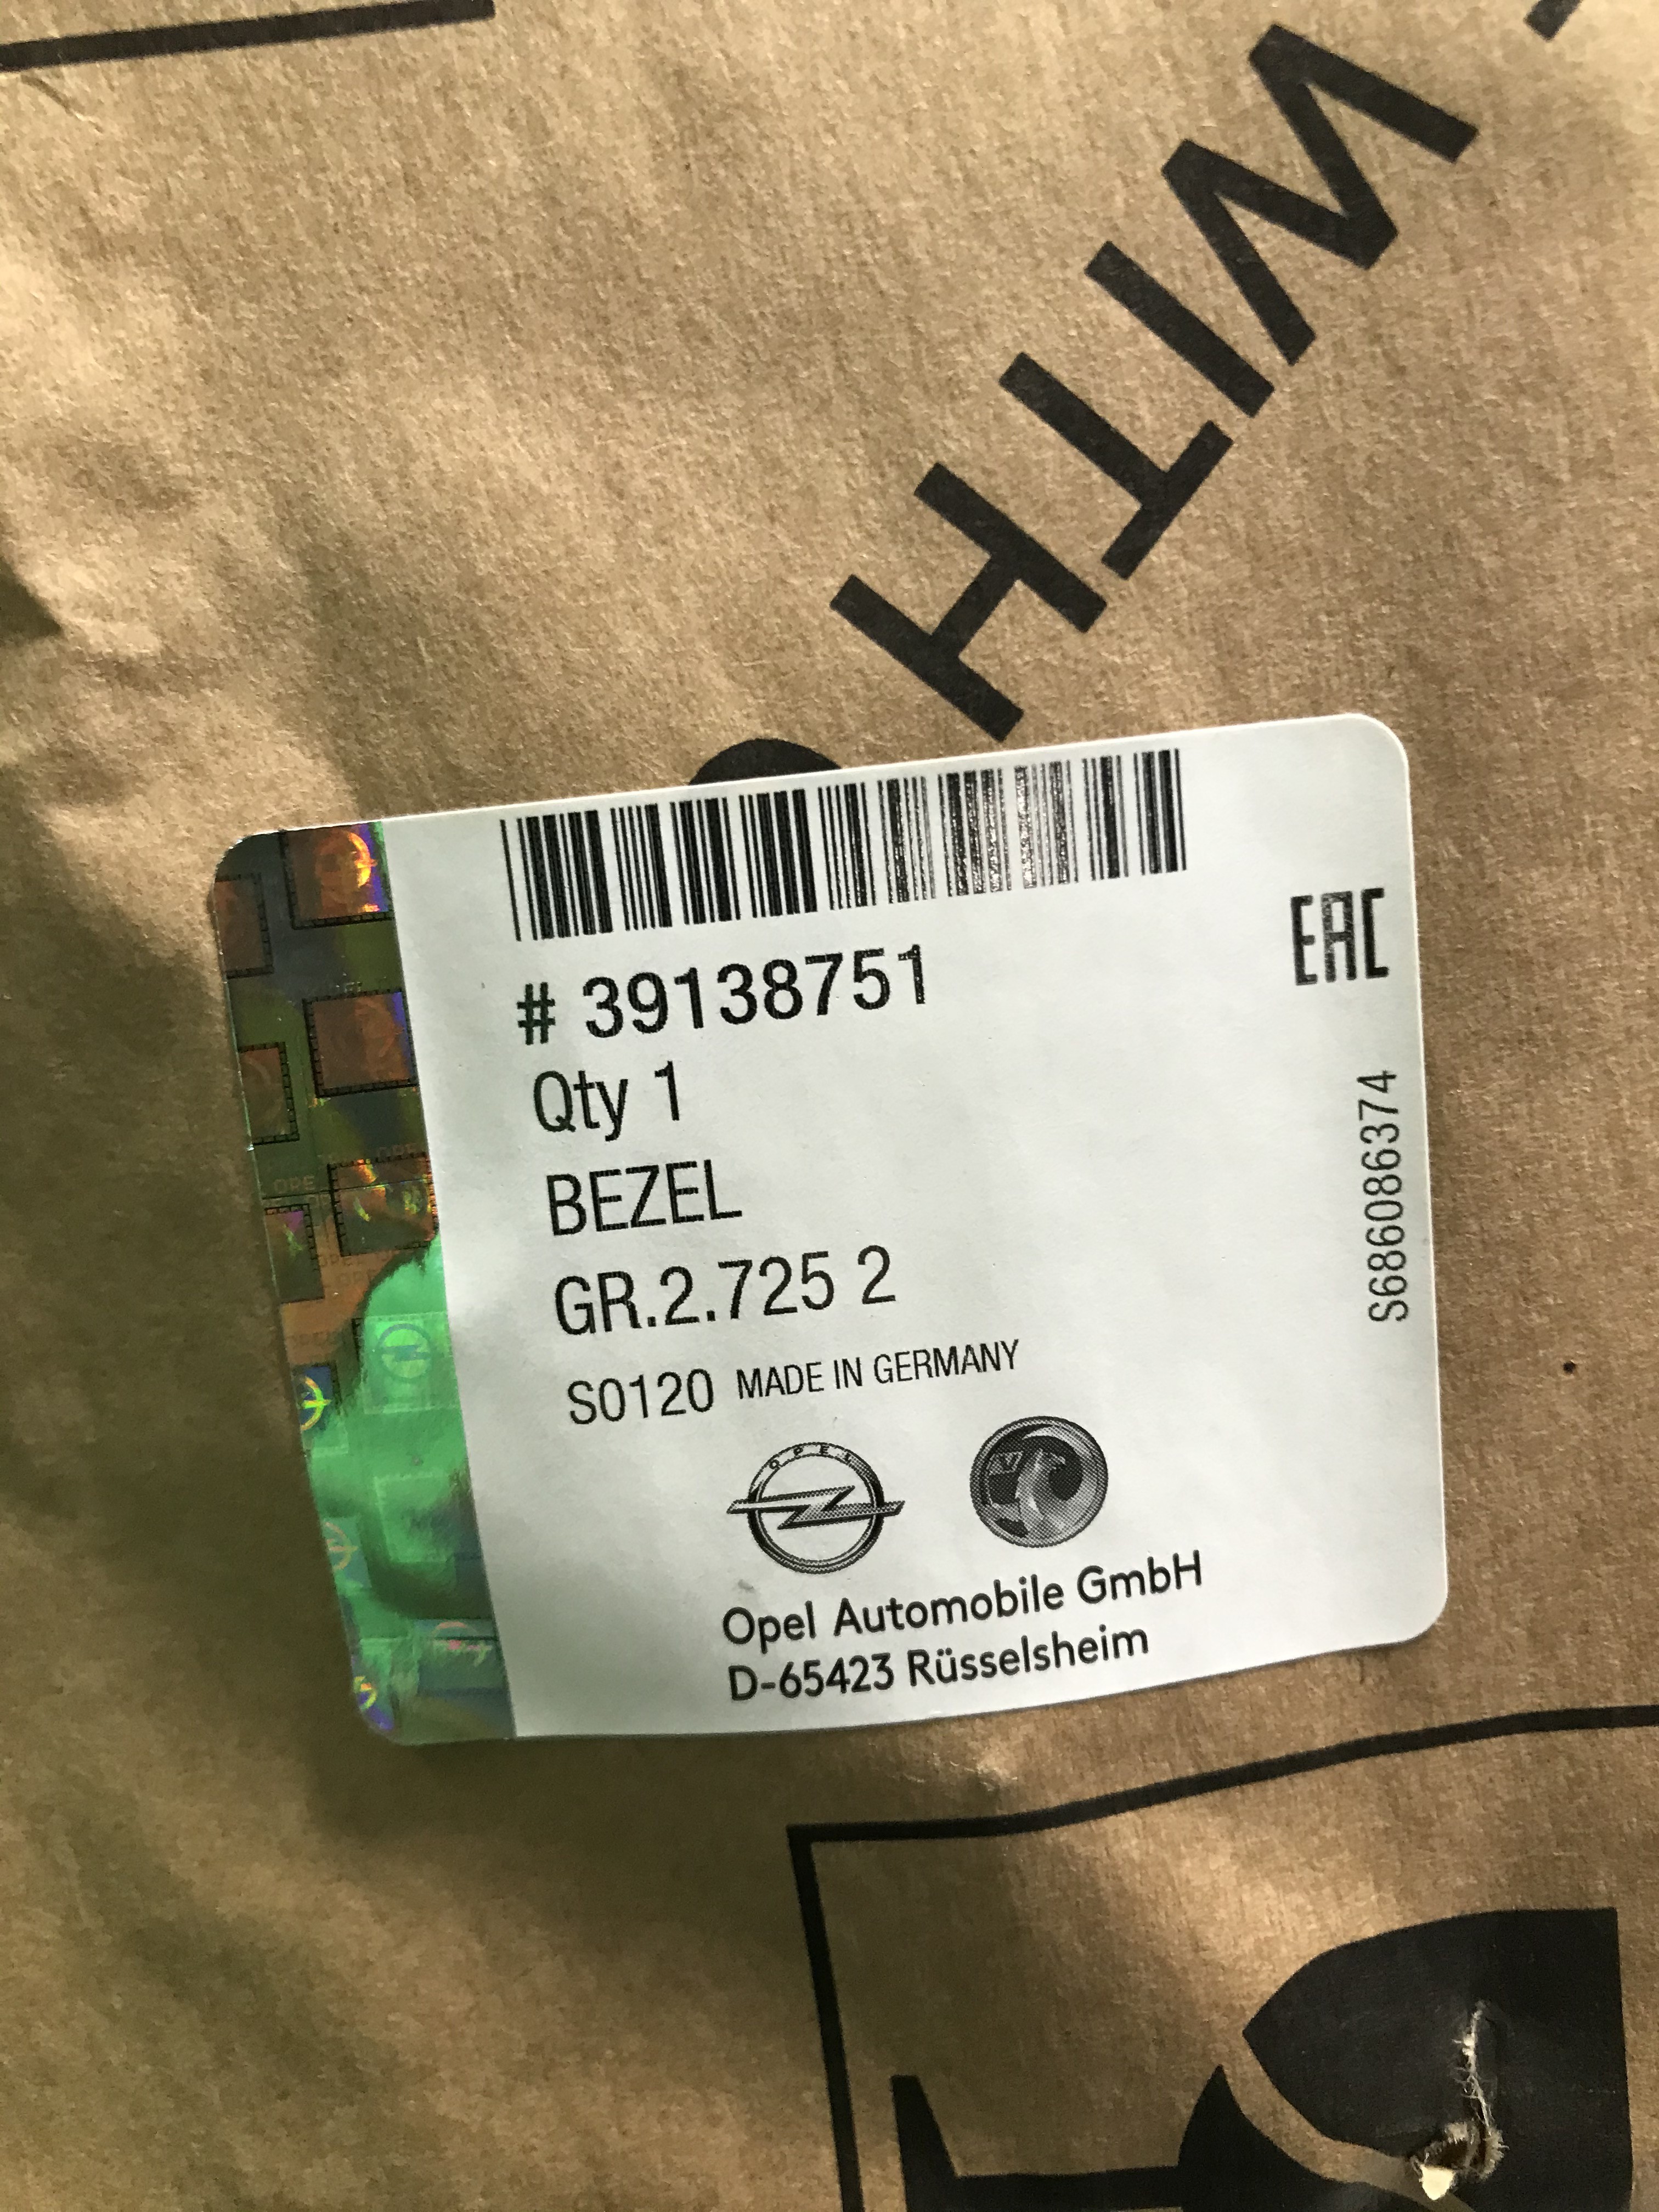 WITH
# 39138751
EAC
Qty 1
BEZEL
GR.2.725 2
S0120 MADE IN GERMANY
S686086374
OPEL
Opel Automobile GmbH
D-65423 Rüsselsheim